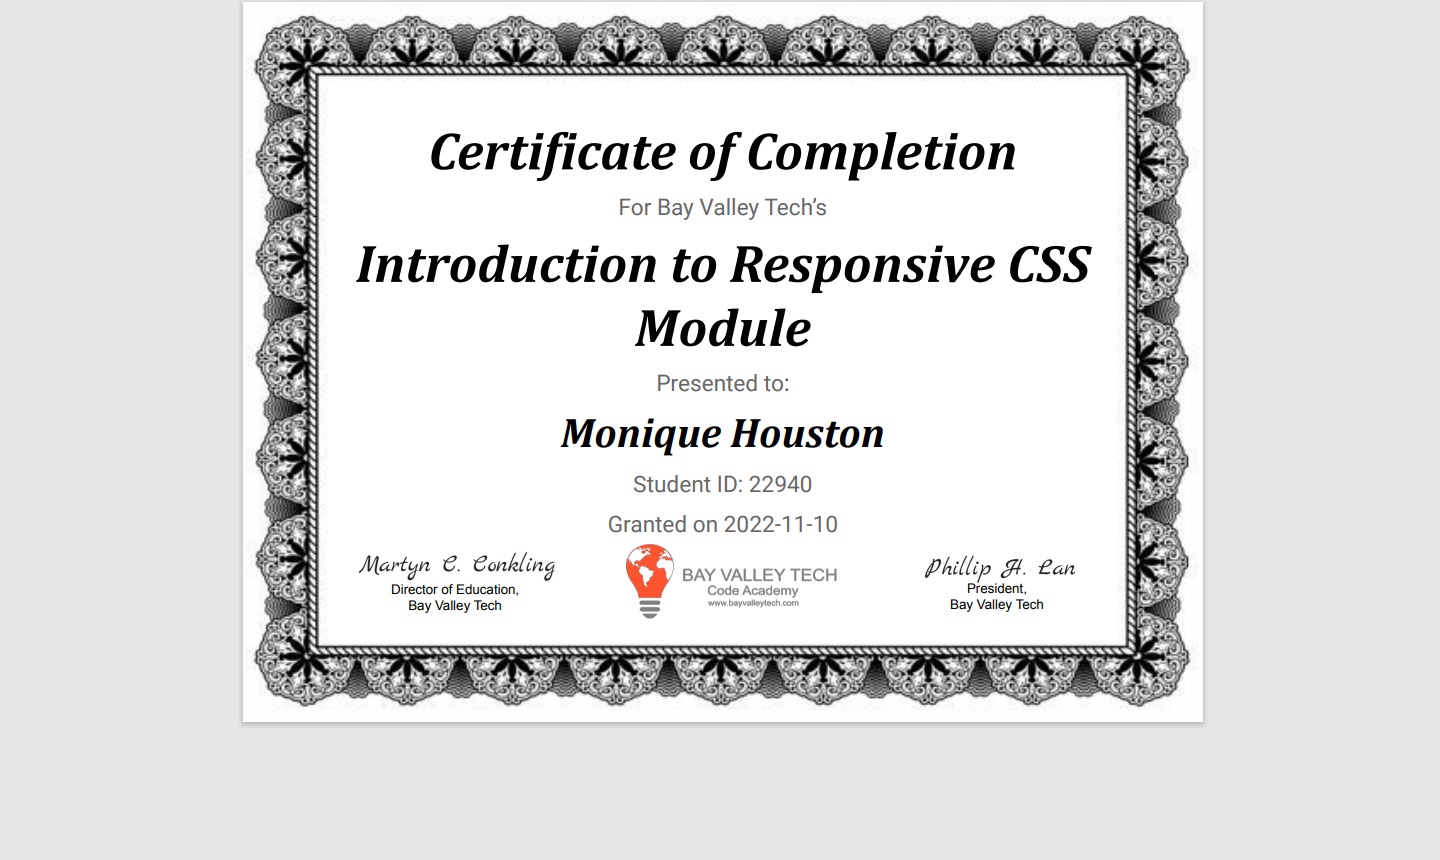 Certificate of Completion
For Bay Valley Tech’s
Introduction to Responsive CSS
Module
Presented to:
Monique Houston
Student ID: 22940
Granted on 2022-11-10
Martyn C. Conkling
Director of Education,
Bay Valley Tech
BAY VALLEY TECH
Code Academy
www.bayvalleytech.com
Phillip H. Lan
President,
Bay Valley Tech